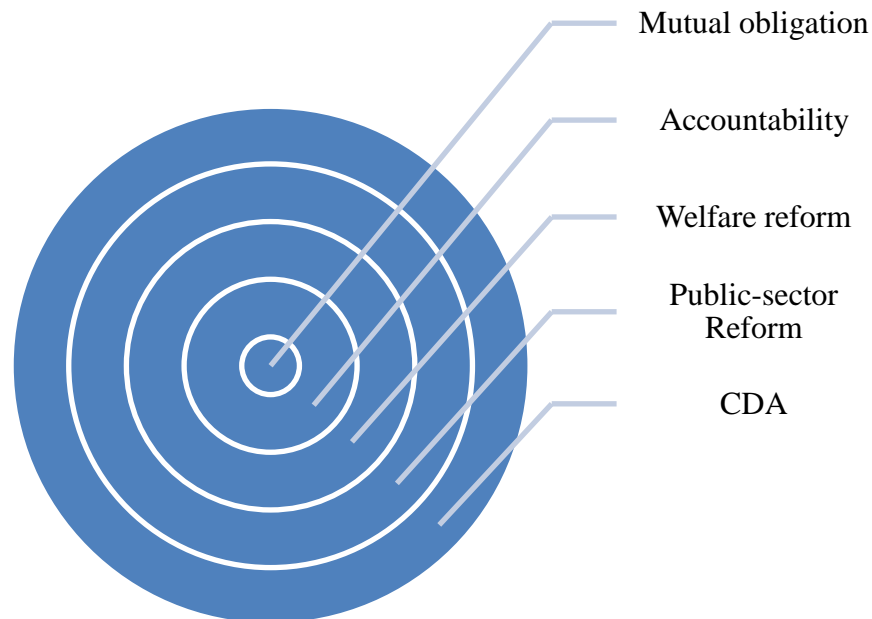 Mutual obligation
Accountability
Welfare reform
Public-sector
Reform
CDA